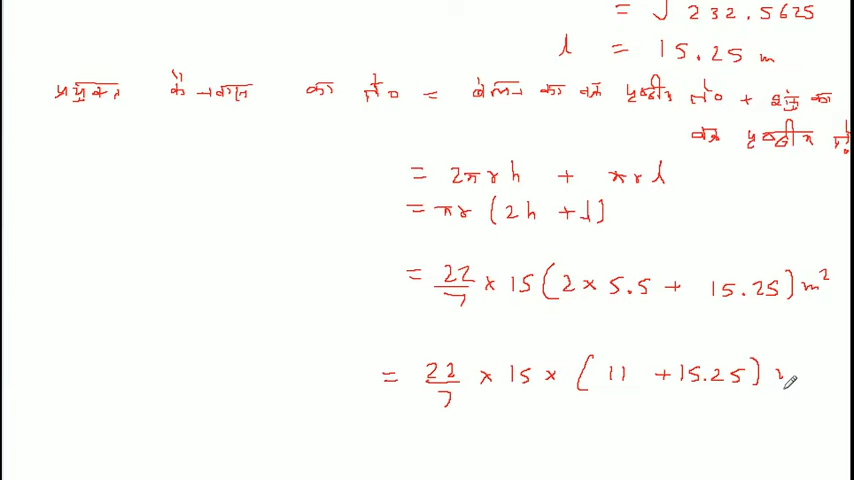 = √ 232.5625
l = 15.25 m
प्रयुक्त कैनवास का क्षे० = बेलन का वक्र पृष्ठीय क्षे० + शंकु का
वक्र पृष्ठीय क्षे०
= 2πrh + πrl
= πr (2h + l)
= 22/7 × 15 (2 × 5.5 + 15.25) m²
= 22/7 × 15 × (11 + 15.25)